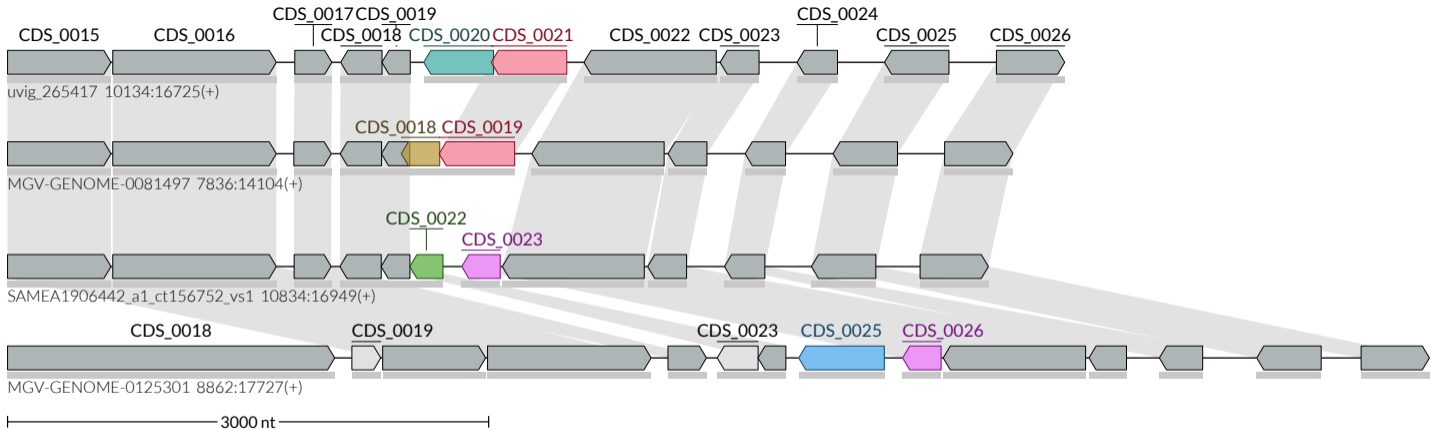 CDS_0017 CDS_0019 CDS_0024
CDS_0015 CDS_0016 CDS_0018 CDS_0020 CDS_0021 CDS_0022 CDS_0023 CDS_0025 CDS_0026
uvig_265417 10134:16725(+)
CDS_0018 CDS_0019
MGV-GENOME-0081497 7836:14104(+)
CDS_0022
CDS_0023
SAMEA1906442_a1_ct156752_vs1 10834:16949(+)
CDS_0018 CDS_0019 CDS_0023 CDS_0025 CDS_0026
MGV-GENOME-0125301 8862:17727(+)
3000 nt